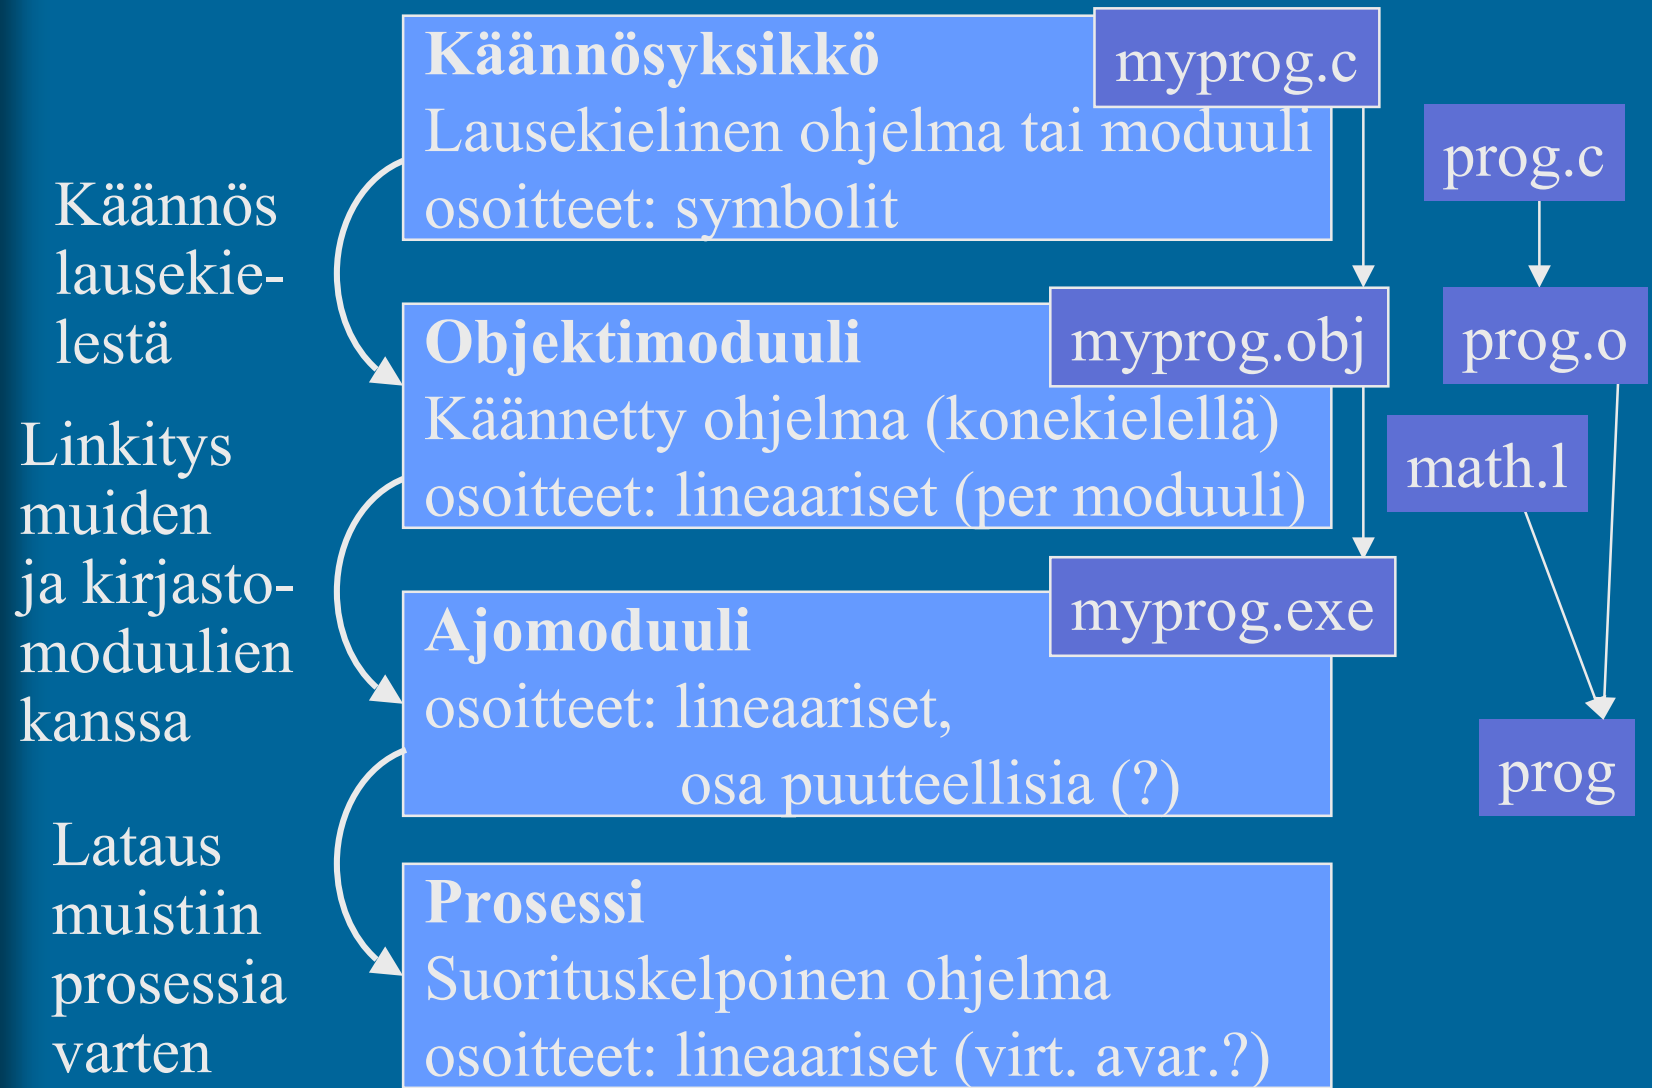 Käännösyksikkö
myprog.c
Lausekielinen ohjelma tai moduuli
osoitteet: symbolit
prog.c
Käännös
lausekie-
lestä
Objektimoduuli
myprog.obj
Käännetty ohjelma (konekielellä)
osoitteet: lineaariset (per moduuli)
prog.o
math.l
Linkitys
muiden
ja kirjasto-
moduulien
kanssa
Ajomoduuli
myprog.exe
osoitteet: lineaariset,
osa puutteellisia (?)
prog
Lataus
muistiin
prosessia
varten
Prosessi
Suorituskelpoinen ohjelma
osoitteet: lineaariset (virt. avar.?)